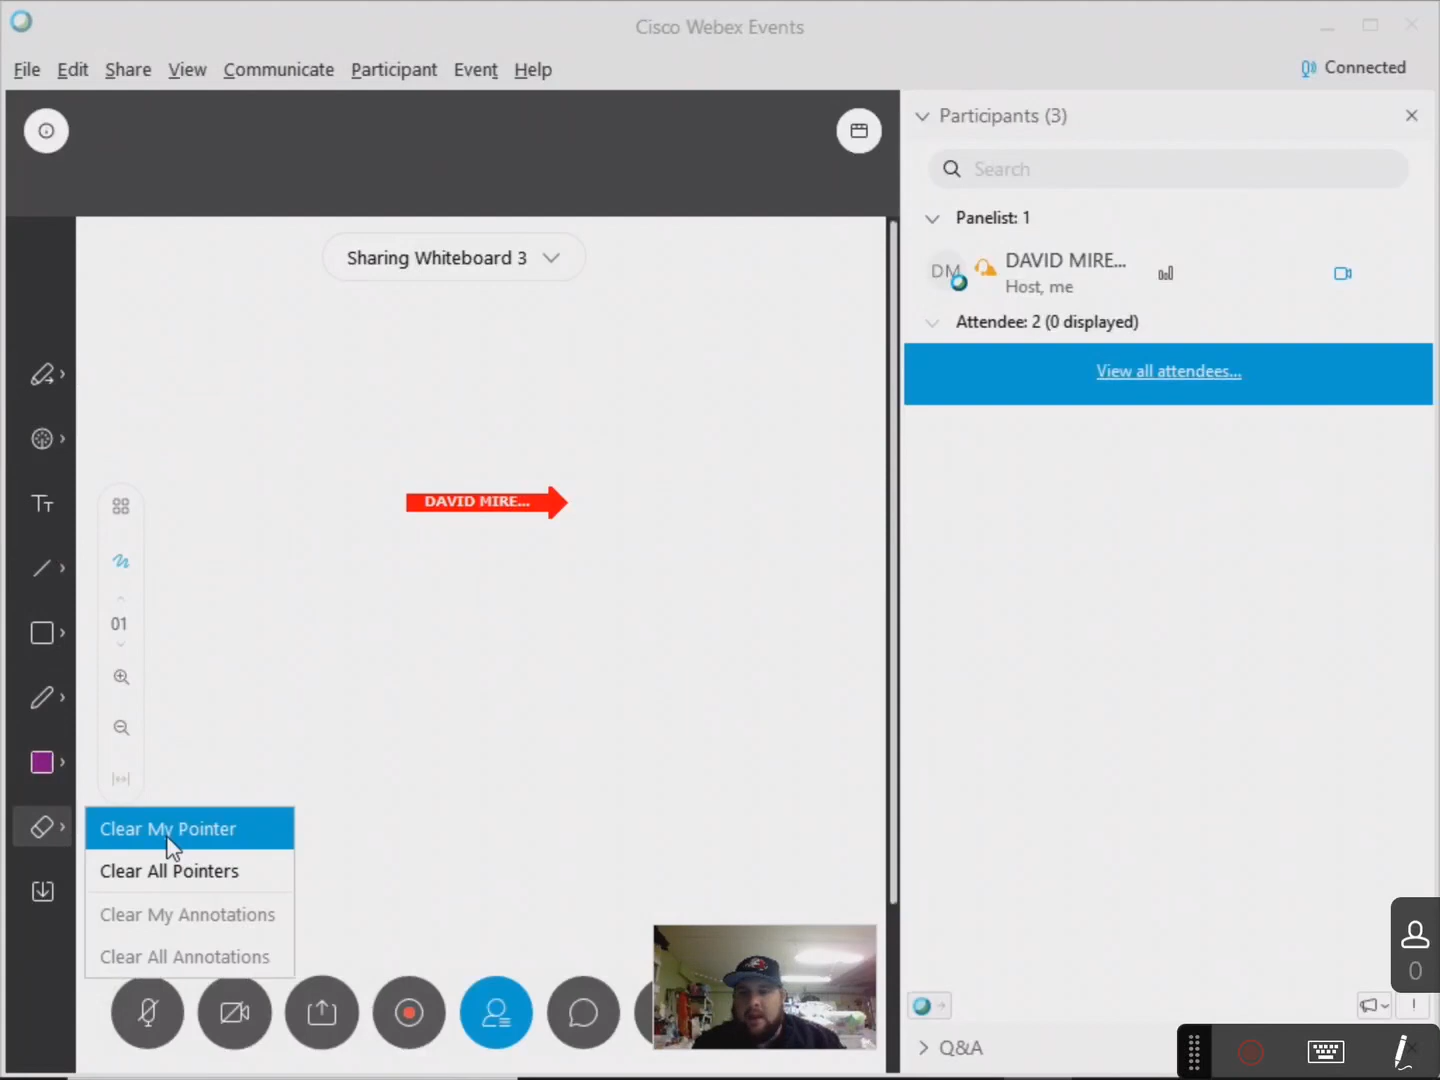 Cisco Webex Events
File Edit Share View Communicate Participant Event Help
Connected
Participants (3)
Search
Panelist: 1
Sharing Whiteboard 3
DM
DAVID MIRE...
Host, me
Attendee: 2 (0 displayed)
View all attendees...
DAVID MIRE...
TT
01
Clear My Pointer
Clear All Pointers
Clear My Annotations
Clear All Annotations
0
Q&A